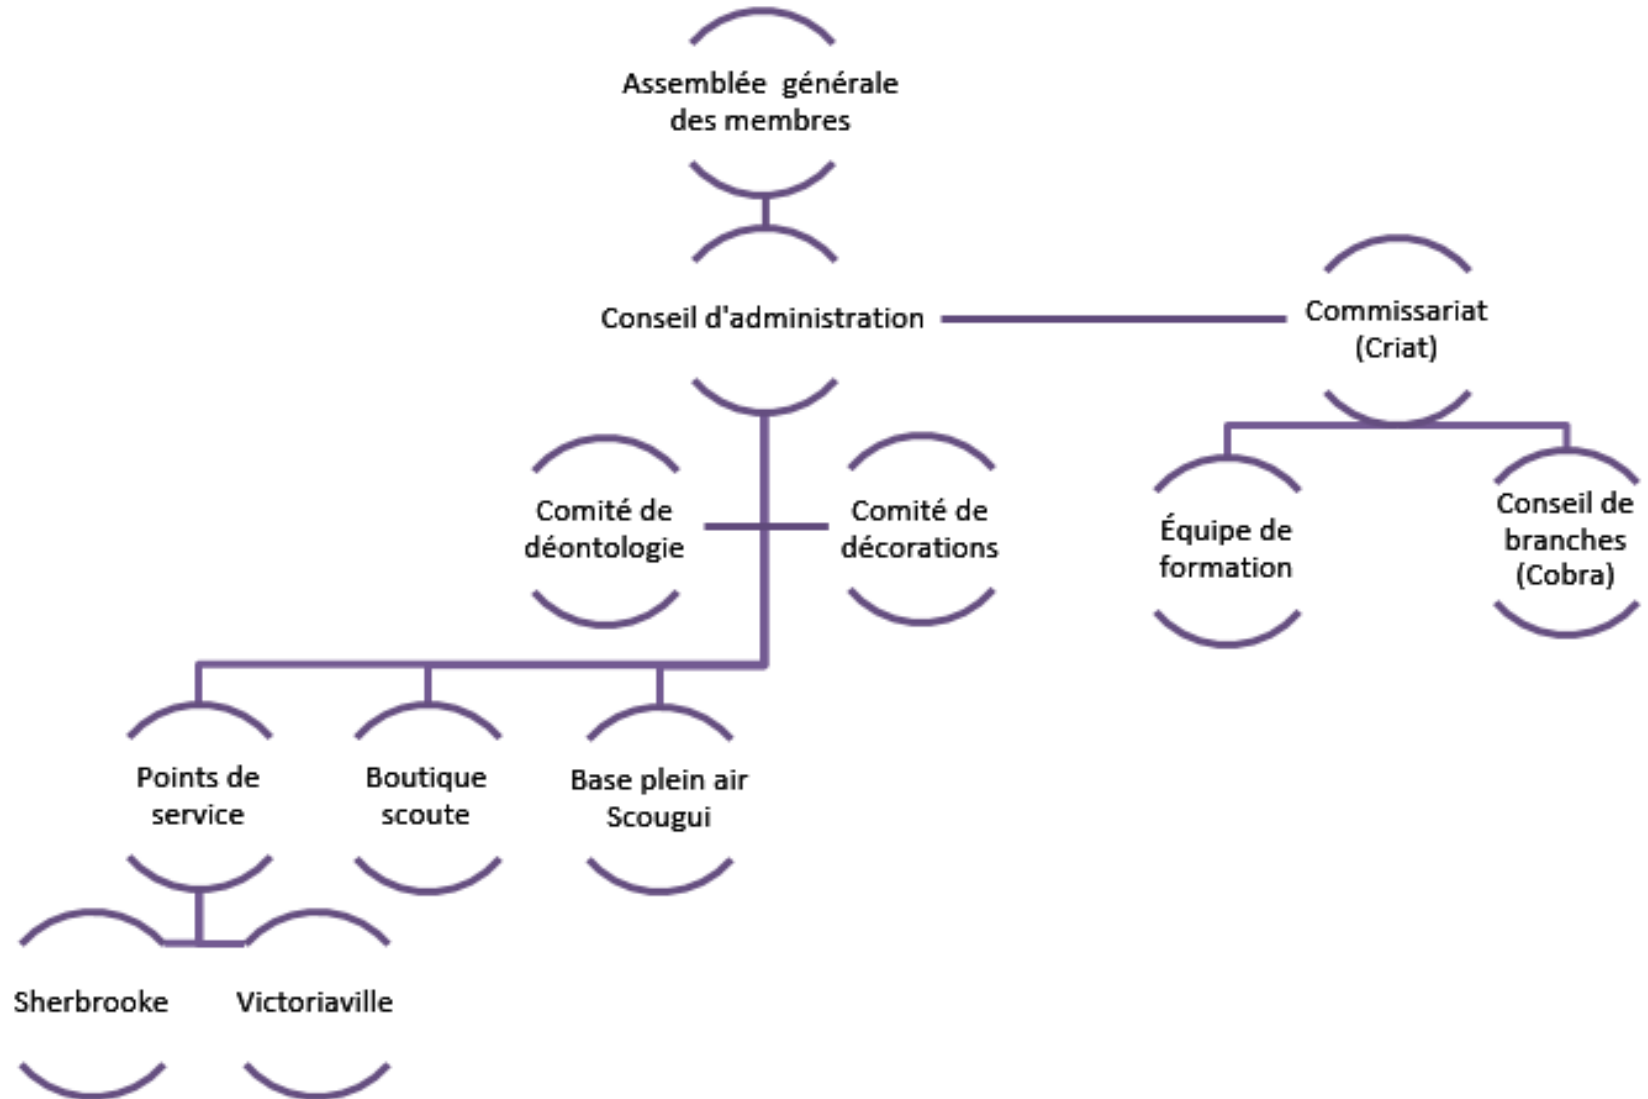 Assemblée  générale
des membres
Conseil d'administration
Commissariat
(Criat)
Comité de
déontologie
Comité de
décorations
Équipe de
formation
Conseil de
branches
(Cobra)
Points de
service
Boutique
scoute
Base plein air
Scougui
Sherbrooke
Victoriaville